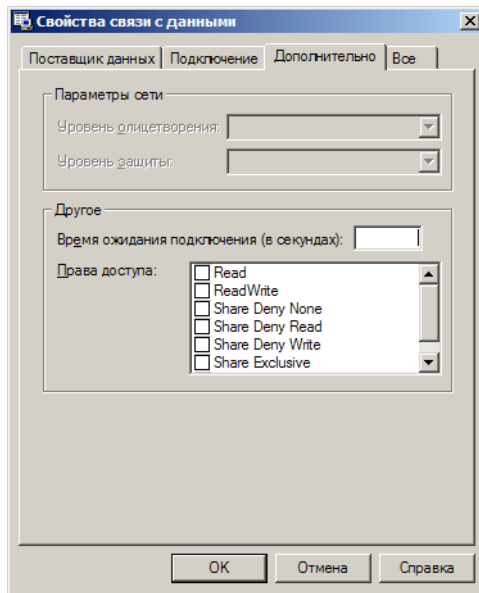 Свойства связи с данными
Поставщик данных Подключение Дополнительно Все
Параметры сети
Уровень олицетворения:
Уровень защиты:
Другое
Время ожидания подключения (в секундах):
Права доступа:
Read
ReadWrite
Share Deny None
Share Deny Read
Share Deny Write
Share Exclusive
OK Отмена Справка